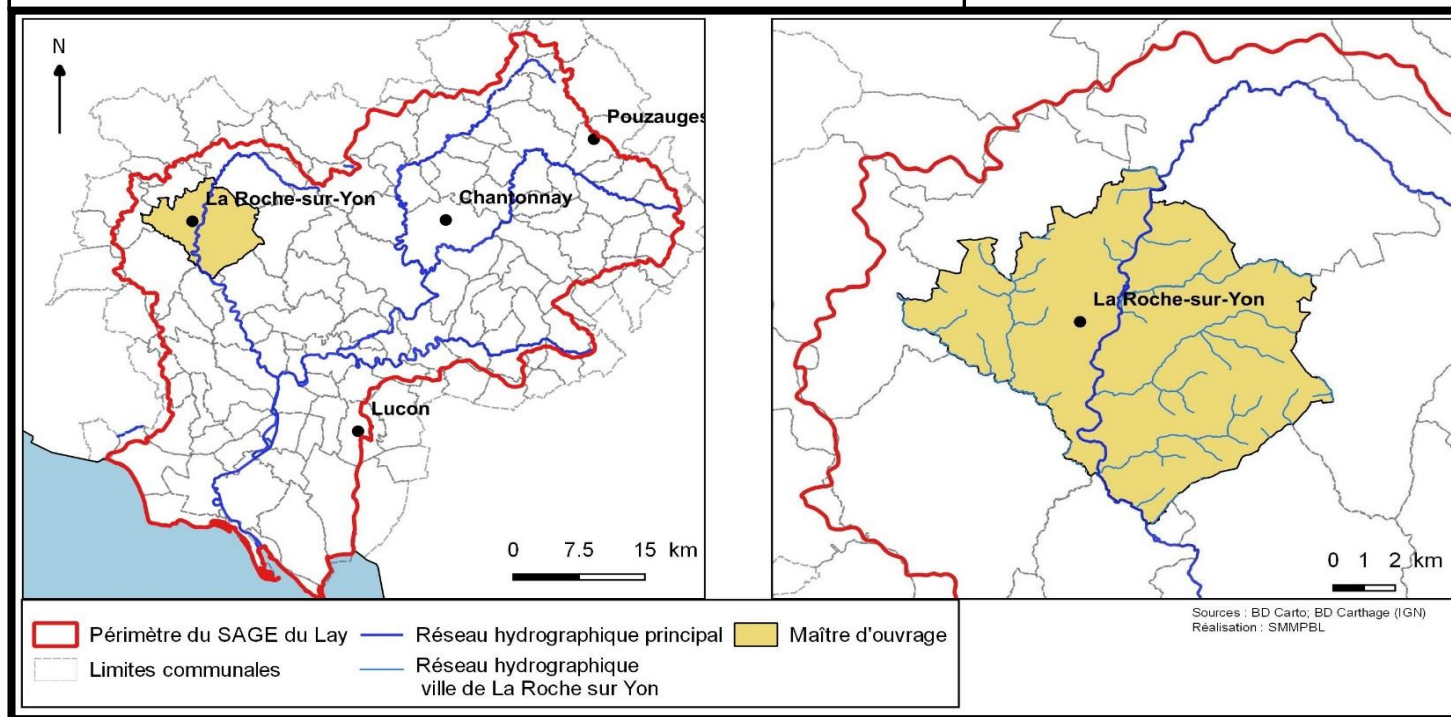 N
Pouzauges
La Roche-sur-Yon
Chantonnay
Lucon
0 7.5 15 km
La Roche-sur-Yon
0 1 2 km
Sources : BD Carto; BD Carthage (IGN)
Réalisation : SMMPBL
Périmètre du SAGE du Lay
Limites communales
Réseau hydrographique principal
Réseau hydrographique
ville de La Roche sur Yon
Maître d'ouvrage